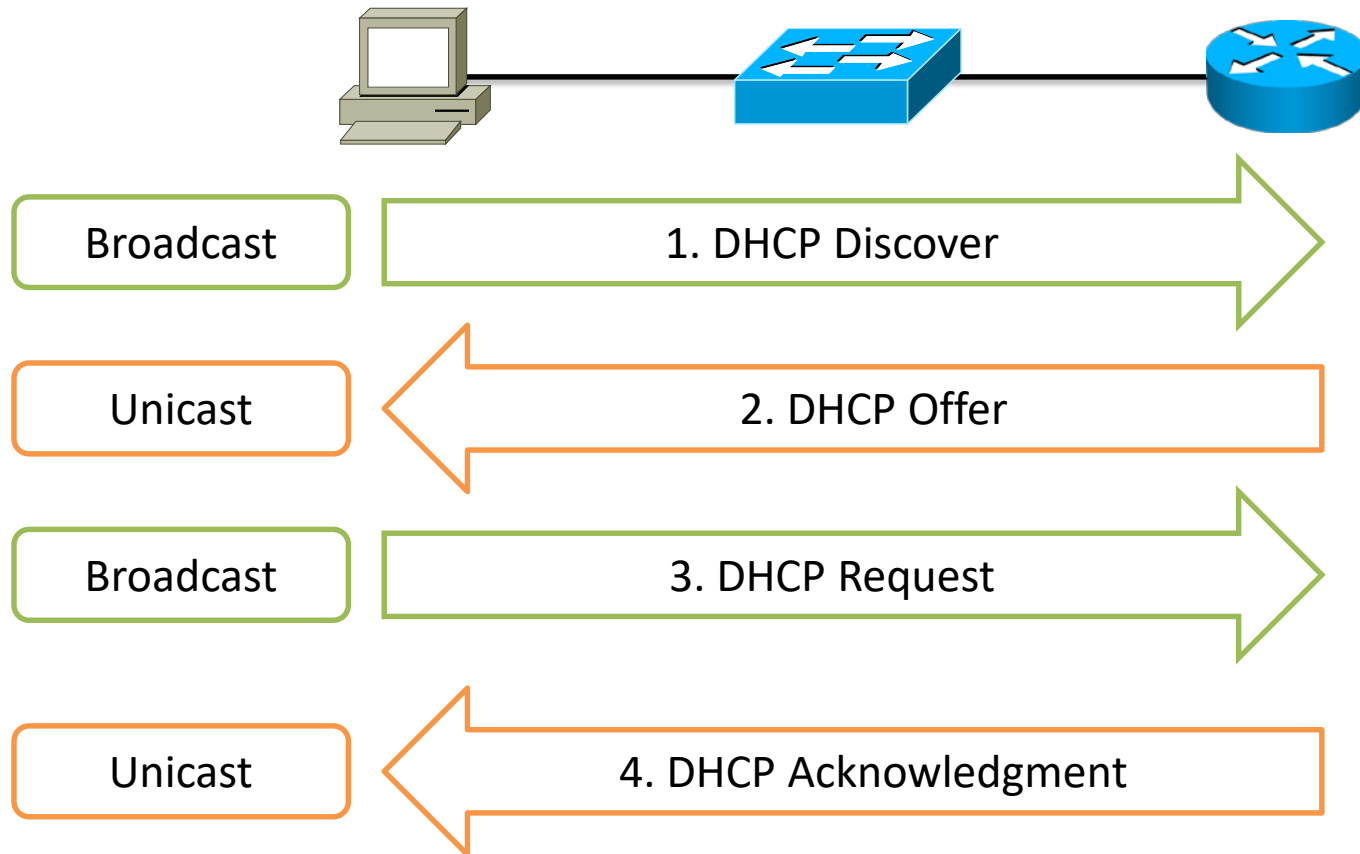 Broadcast
1. DHCP Discover
Unicast
2. DHCP Offer
Broadcast
3. DHCP Request
Unicast
4. DHCP Acknowledgment